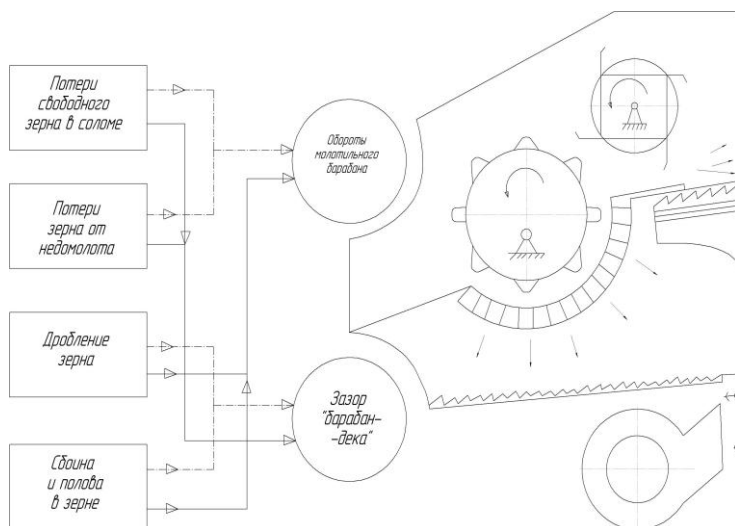 Потери
свободного
зерна в соломе
Потери
зерна от
недомолота
Дробление
зерна
Сбоина
и полова
в зерне
Обороты
молотильного
барабана
Зазор
"барабан-
-дека"